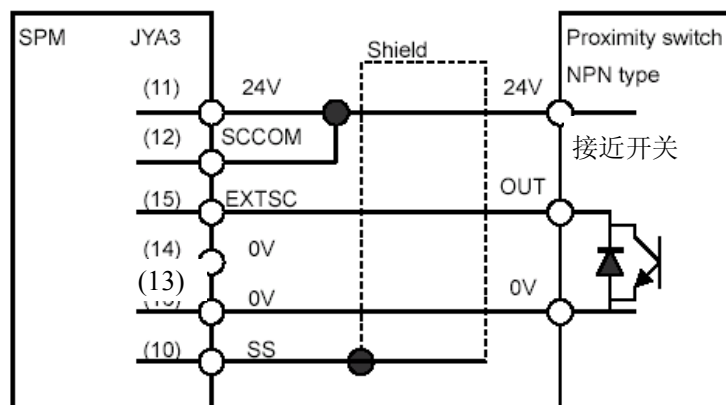 SPM JYA3
Shield
Proximity switch
NPN type
接近开关
(11) 24V 24V
(12) SCCOM
(15) EXTSC OUT
(14) 0V
(13) 0V 0V
(10) SS